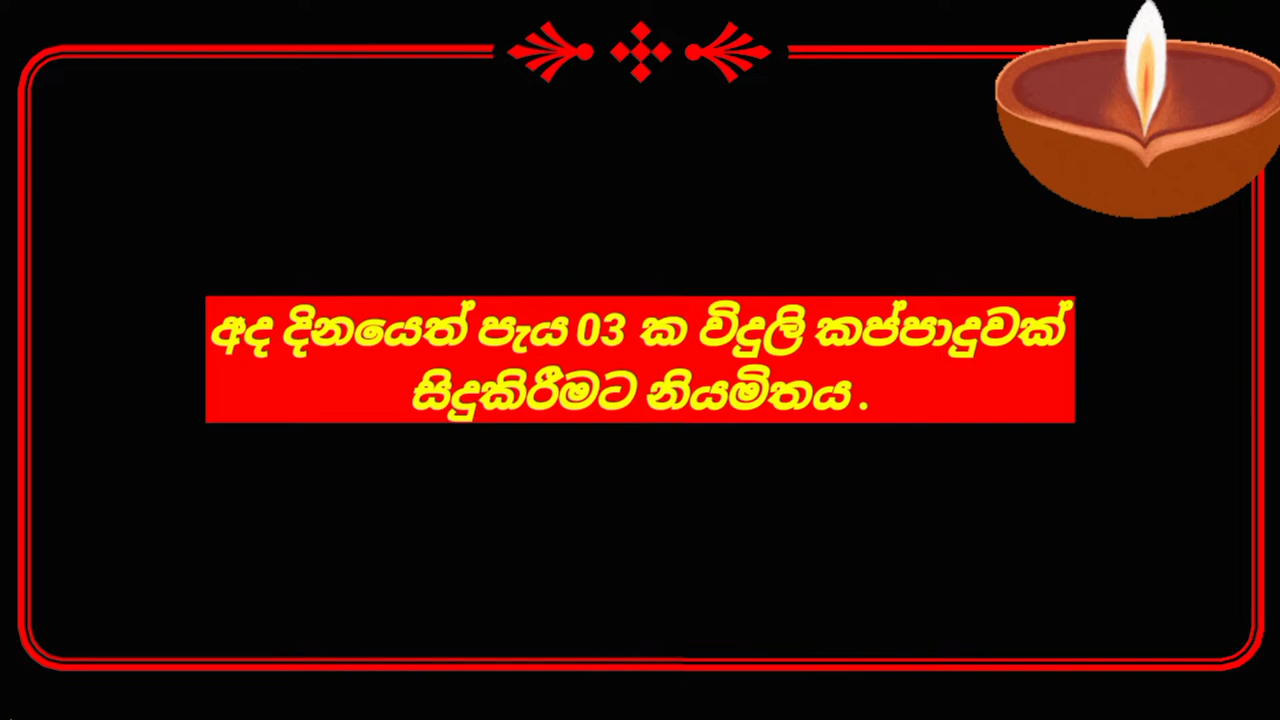 අද දිනයෙත් පැය 03 ක විදුලි කප්පාදුවක්
සිදුකිරීමට නියමිතය .